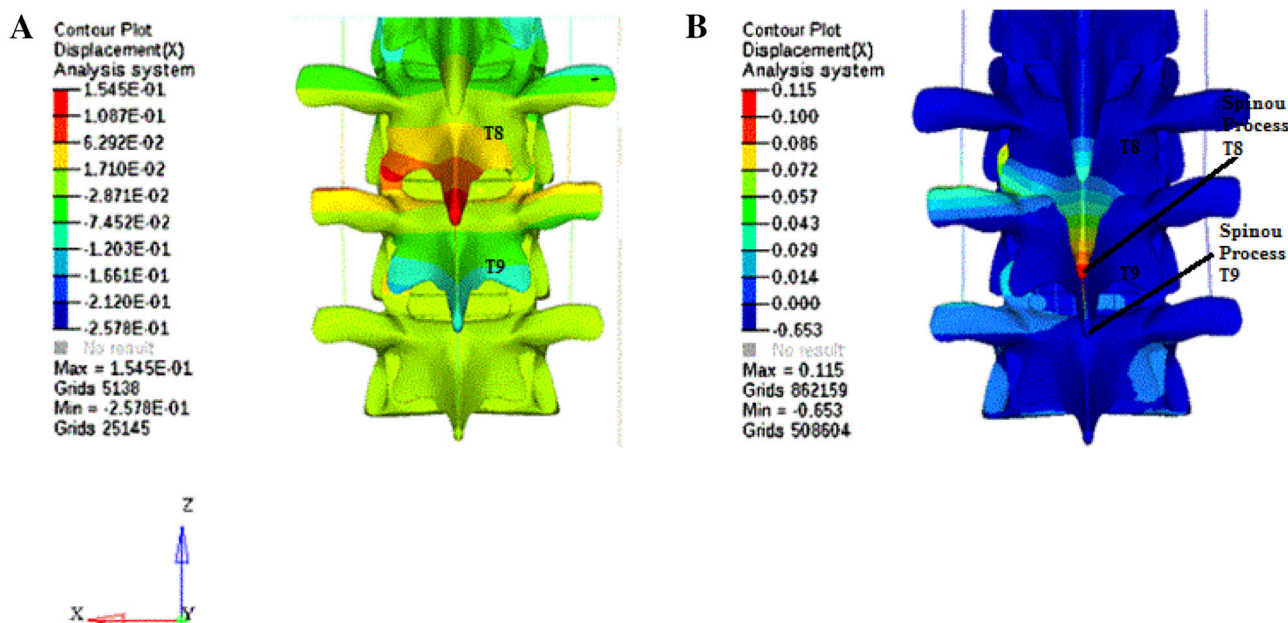 A
Contour Plot
Displacement(X)
Analysis system
1.545E-01
1.087E-01
6.292E-02
1.710E-02
-2.871E-02
-7.452E-02
-1.203E-01
-1.661E-01
-2.120E-01
-2.578E-01
No result
Max = 1.545E-01
Grids 5138
Min = -2.578E-01
Grids 25145
T8
T9
B
Contour Plot
Displacement(X)
Analysis system
0.115
0.100
0.086
0.072
0.057
0.043
0.029
0.014
0.000
-0.653
No result
Max = 0.115
Grids 862159
Min = -0.653
Grids 508604
T8
T9
Spinou
Process
T8
Spinou
Process
T9
Z
X
Y